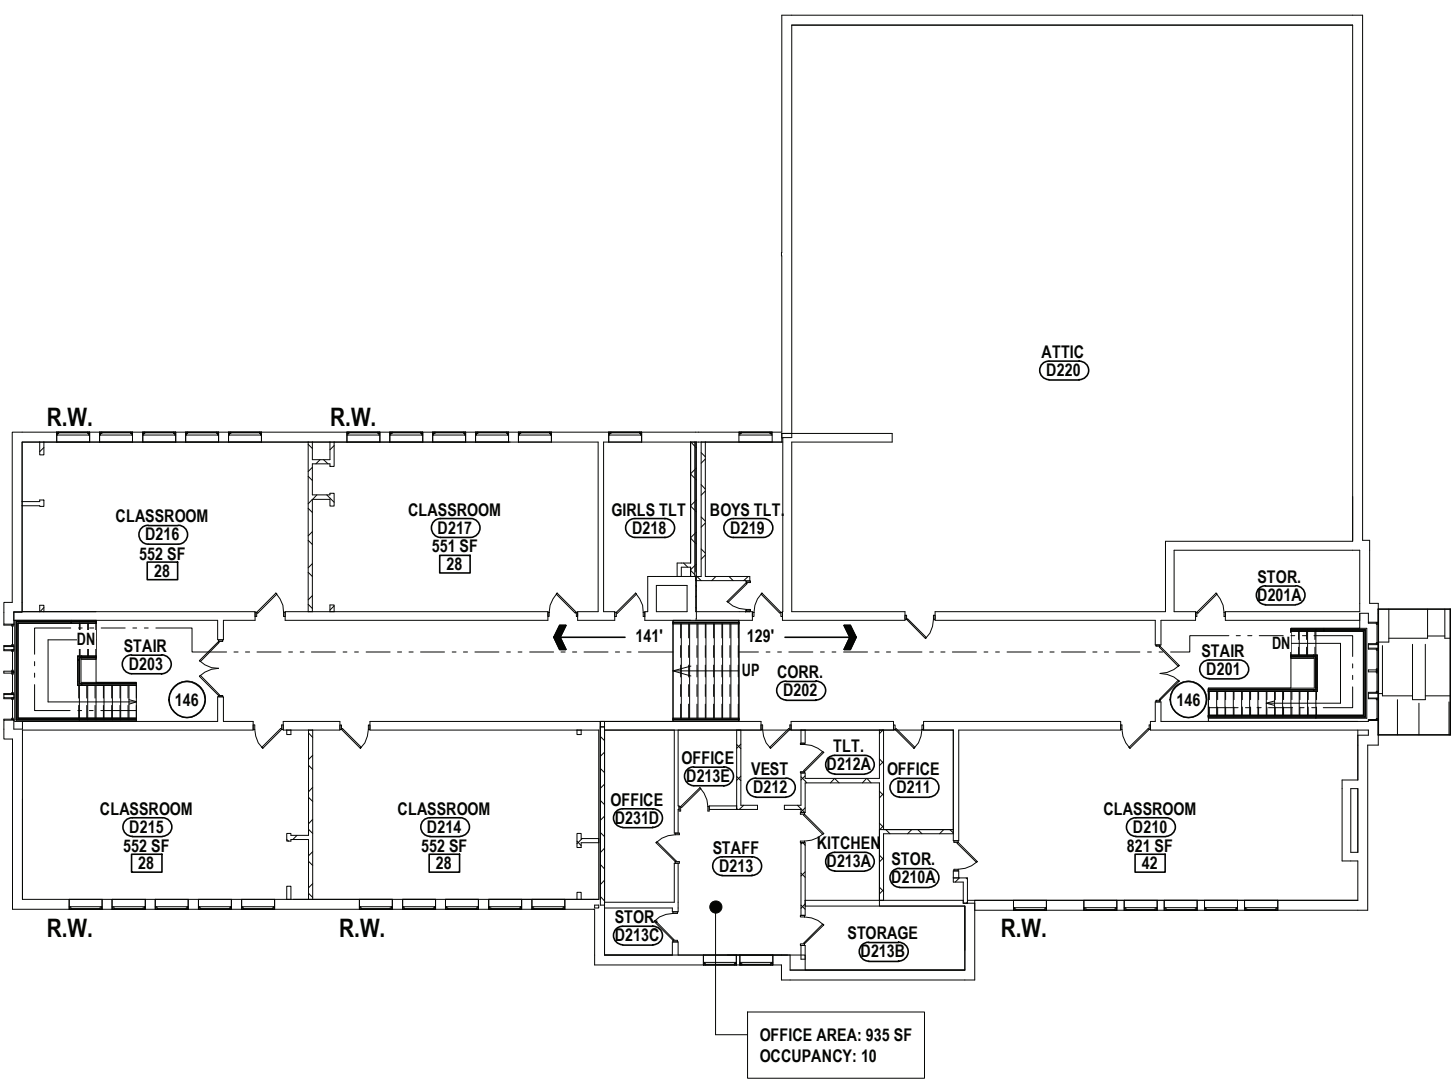 ATTIC
D220
R.W.
R.W.
CLASSROOM
D216
552 SF
28
CLASSROOM
D217
551 SF
28
GIRLS TLT
D218
BOYS TLT.
D219
STOR.
D201A
DN
STAIR
D203
146
141'
129'
UP
CORR.
D202
STAIR
D201
DN
146
CLASSROOM
D215
552 SF
28
CLASSROOM
D214
552 SF
28
OFFICE
D231D
OFFICE
D213E
VEST
D212
TLT.
D212A
OFFICE
D211
STAFF
D213
KITCHEN
D213A
STOR.
D210A
CLASSROOM
D210
821 SF
42
STOR.
D213C
STORAGE
D213B
R.W.
R.W.
R.W.
OFFICE AREA: 935 SF
OCCUPANCY: 10